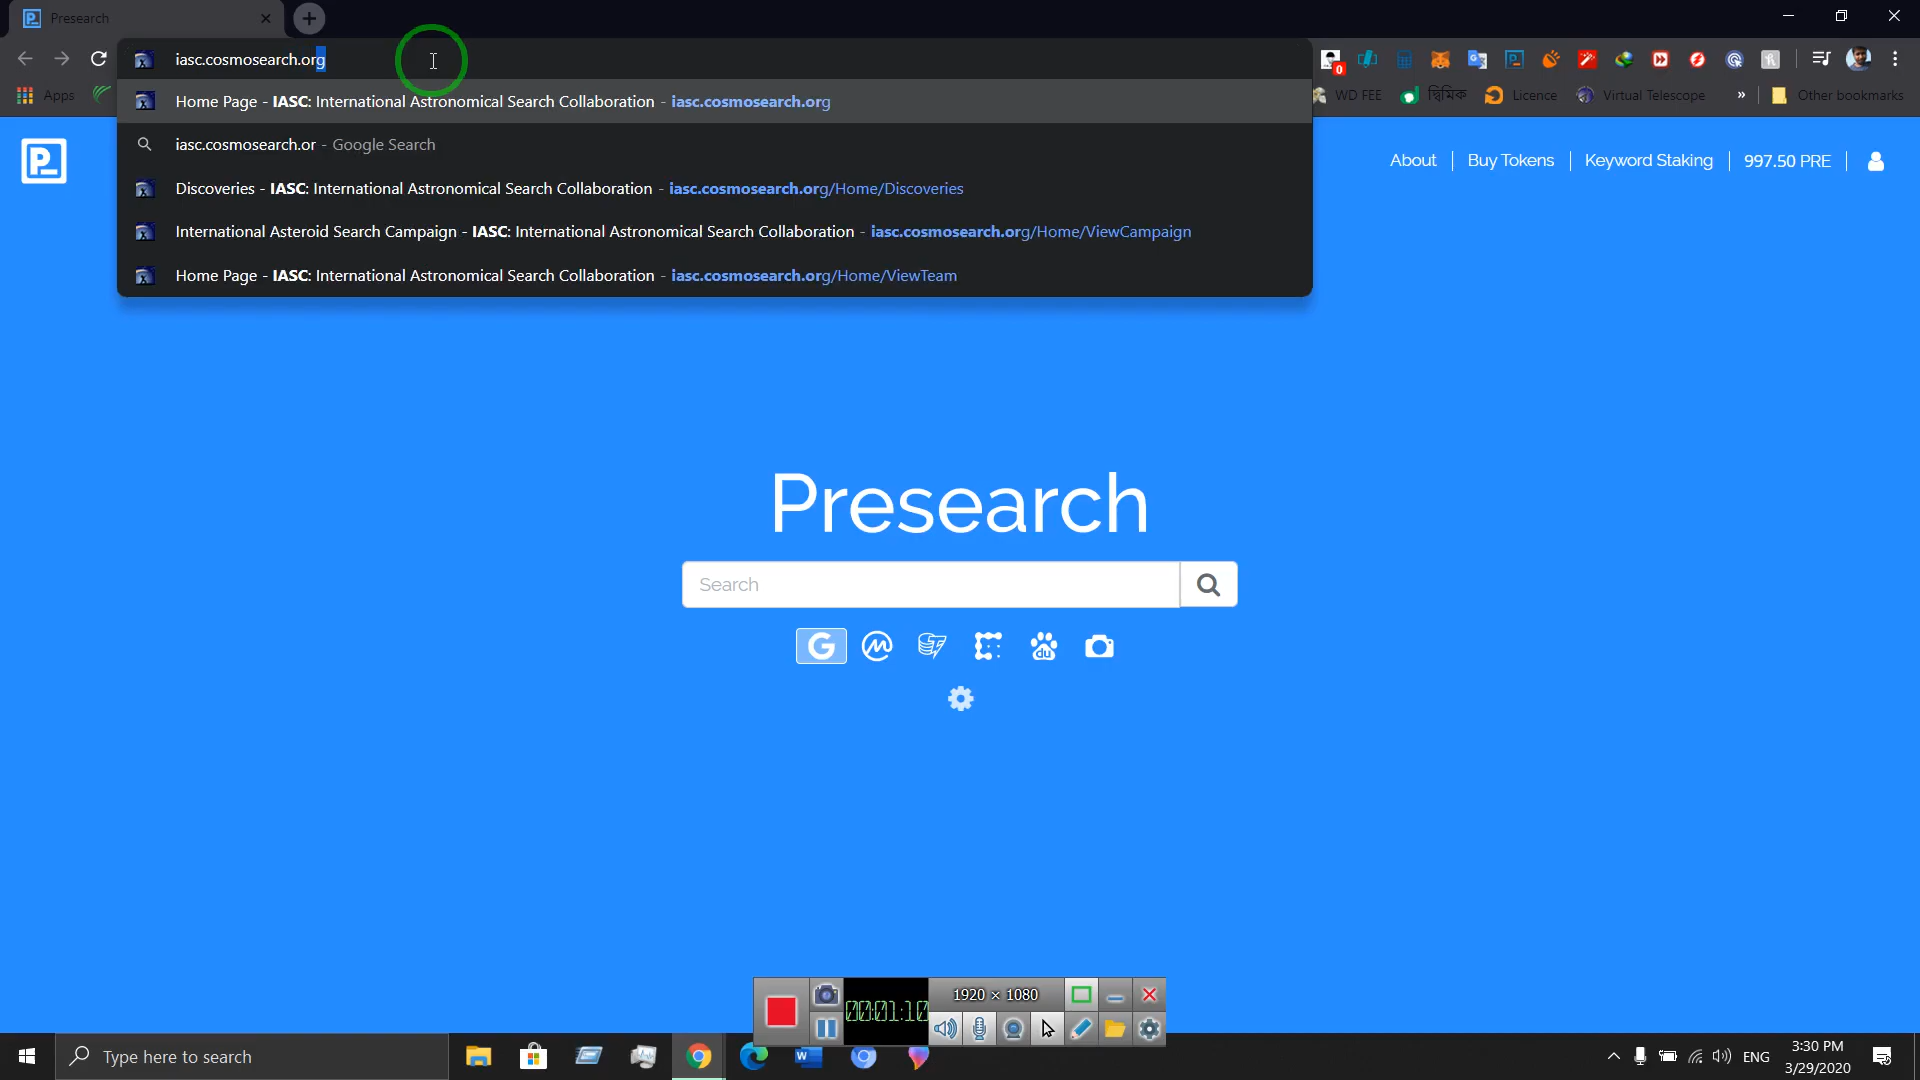 Presearch
iasc.cosmosearch.org
Home Page - IASC: International Astronomical Search Collaboration - iasc.cosmosearch.org
iasc.cosmosearch.or - Google Search
Discoveries - IASC: International Astronomical Search Collaboration - iasc.cosmosearch.org/Home/Discoveries
International Asteroid Search Campaign - IASC: International Astronomical Search Collaboration - iasc.cosmosearch.org/Home/ViewCampaign
Home Page - IASC: International Astronomical Search Collaboration - iasc.cosmosearch.org/Home/ViewTeam
0
Apps
WD FEE
দ্বিমিক
Licence
Virtual Telescope
»
Other bookmarks
About | Buy Tokens | Keyword Staking | 997.50 PRE
Presearch
Search
1920 × 1080
00:01:10
Type here to search
ENG
3:30 PM
3/29/2020